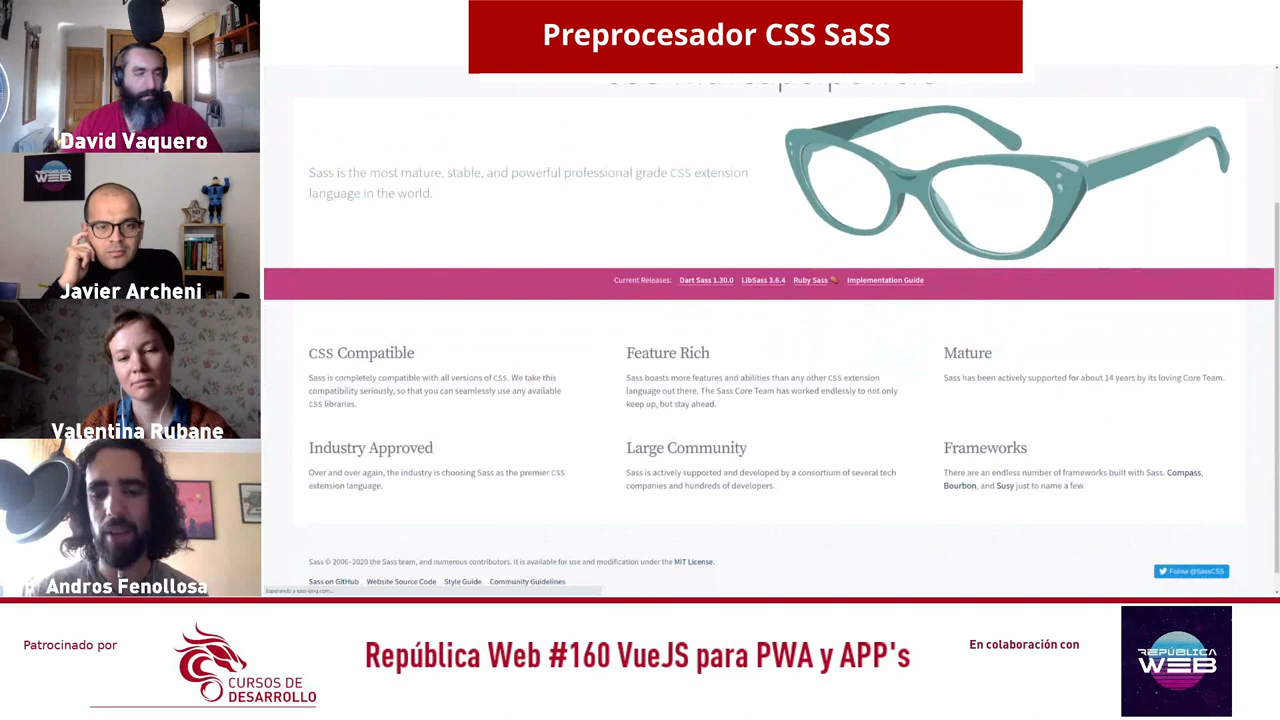 Preprocesador CSS SaSS
David Vaquero
REPÚBLICA
WEB
Javier Archeni
Valentina Rubane
Andros Fenollosa
Sass is the most mature, stable, and powerful professional grade CSS extension
language in the world.
Current Releases: Dart Sass 1.30.0 LibSass 3.6.4 Ruby Sass Implementation Guide
CSS Compatible
Sass is completely compatible with all versions of CSS. We take this
compatibility seriously, so that you can seamlessly use any available
CSS libraries.
Feature Rich
Sass boasts more features and abilities than any other CSS extension
language out there. The Sass Core Team has worked endlessly to not only
keep up, but stay ahead.
Mature
Sass has been actively supported for about 14 years by its loving Core Team.
Industry Approved
Over and over again, the industry is choosing Sass as the premier CSS
extension language.
Large Community
Sass is actively supported and developed by a consortium of several tech
companies and hundreds of developers.
Frameworks
There are an endless number of frameworks built with Sass. Compass,
Bourbon, and Susy just to name a few.
Sass © 2006–2020 the Sass team, and numerous contributors. It is available for use and modification under the MIT License.
Sass on GitHub Website Source Code Style Guide Community Guidelines
Follow @SassCSS
Esperando a sass-lang.com...
Patrocinado por
CURSOS DE
DESARROLLO
República Web #160 VueJS para PWA y APP's
En colaboración con
REPÚBLICA
WEB